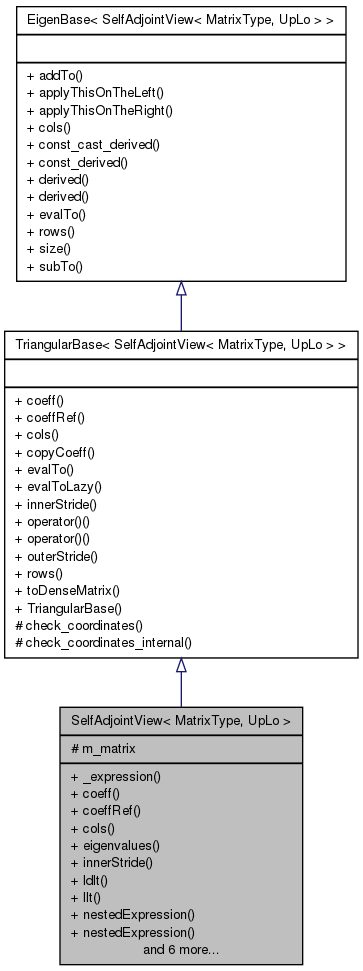 EigenBase< SelfAdjointView< MatrixType, UpLo > >
+ addTo()
+ applyThisOnTheLeft()
+ applyThisOnTheRight()
+ cols()
+ const_cast_derived()
+ const_derived()
+ derived()
+ derived()
+ evalTo()
+ rows()
+ size()
+ subTo()
TriangularBase< SelfAdjointView< MatrixType, UpLo > >
+ coeff()
+ coeffRef()
+ cols()
+ copyCoeff()
+ evalTo()
+ evalToLazy()
+ innerStride()
+ operator()()
+ operator()()
+ outerStride()
+ rows()
+ toDenseMatrix()
+ TriangularBase()
# check_coordinates()
# check_coordinates_internal()
SelfAdjointView< MatrixType, UpLo >
# m_matrix
+ _expression()
+ coeff()
+ coeffRef()
+ cols()
+ eigenvalues()
+ innerStride()
+ ldlt()
+ llt()
+ nestedExpression()
+ nestedExpression()
and 6 more...